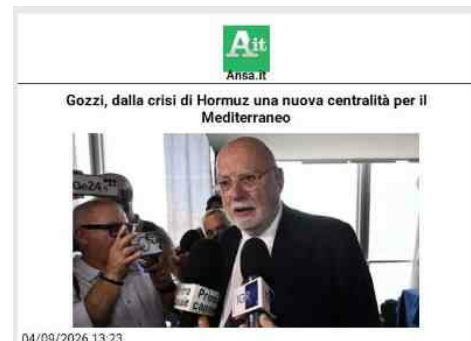 Ait
Ansa.it
Gozzi, dalla crisi di Hormuz una nuova centralità per il
Mediterraneo
Go24
04/09/2026 13:23